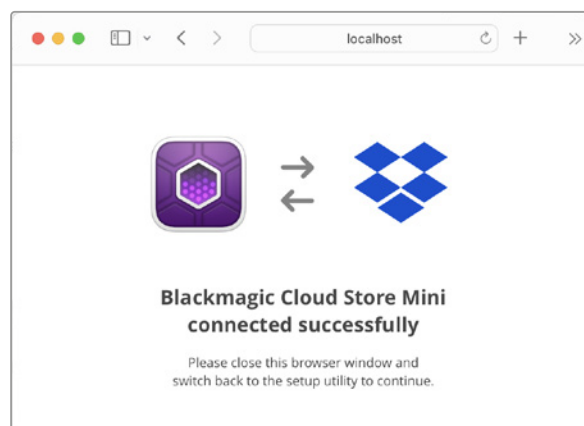 localhost
Blackmagic Cloud Store Mini
connected successfully
Please close this browser window and
switch back to the setup utility to continue.